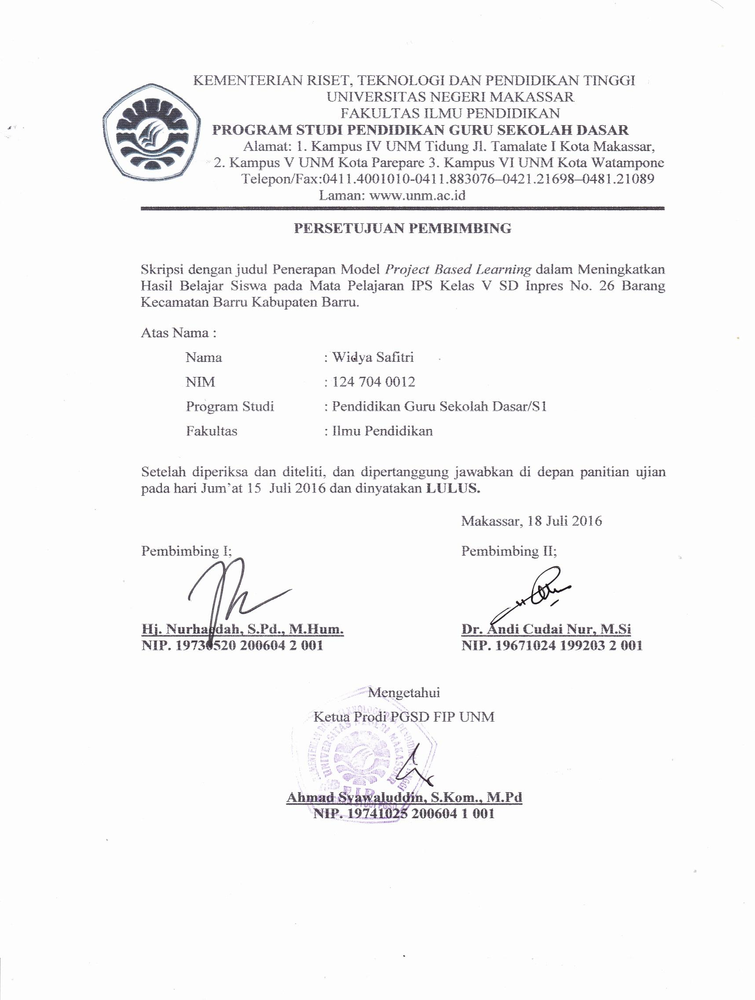 KEMENTERIAN RISET, TEKNOLOGI DAN PENDIDIKAN TINGGI
UNIVERSITAS NEGERI MAKASSAR
FAKULTAS ILMU PENDIDIKAN
PROGRAM STUDI PENDIDIKAN GURU SEKOLAH DASAR
Alamat: 1. Kampus IV UNM Tidung Jl. Tamalate I Kota Makassar,
2. Kampus V UNM Kota Parepare 3. Kampus VI UNM Kota Watampone
Telepon/Fax:0411.4001010-0411.883076–0421.21698–0481.21089
Laman: www.unm.ac.id
PERSETUJUAN PEMBIMBING
Skripsi dengan judul Penerapan Model Project Based Learning dalam Meningkatkan
Hasil Belajar Siswa pada Mata Pelajaran IPS Kelas V SD Inpres No. 26 Barang
Kecamatan Barru Kabupaten Barru.
Atas Nama :
Nama : Widya Safitri
NIM : 124 704 0012
Program Studi : Pendidikan Guru Sekolah Dasar/S1
Fakultas : Ilmu Pendidikan
Setelah diperiksa dan diteliti, dan dipertanggung jawabkan di depan panitian ujian
pada hari Jum’at 15 Juli 2016 dan dinyatakan LULUS.
Makassar, 18 Juli 2016
Pembimbing I; Pembimbing II;
Hj. Nurhaedah, S.Pd., M.Hum. Dr. Andi Cudai Nur, M.Si
NIP. 19730520 200604 2 001 NIP. 19671024 199203 2 001
Mengetahui
Ketua Prodi PGSD FIP UNM
UNIVERSITAS NEGERI MAKASSAR
FIP
Ahmad Syawaluddin, S.Kom., M.Pd
NIP. 19741025 200604 1 001